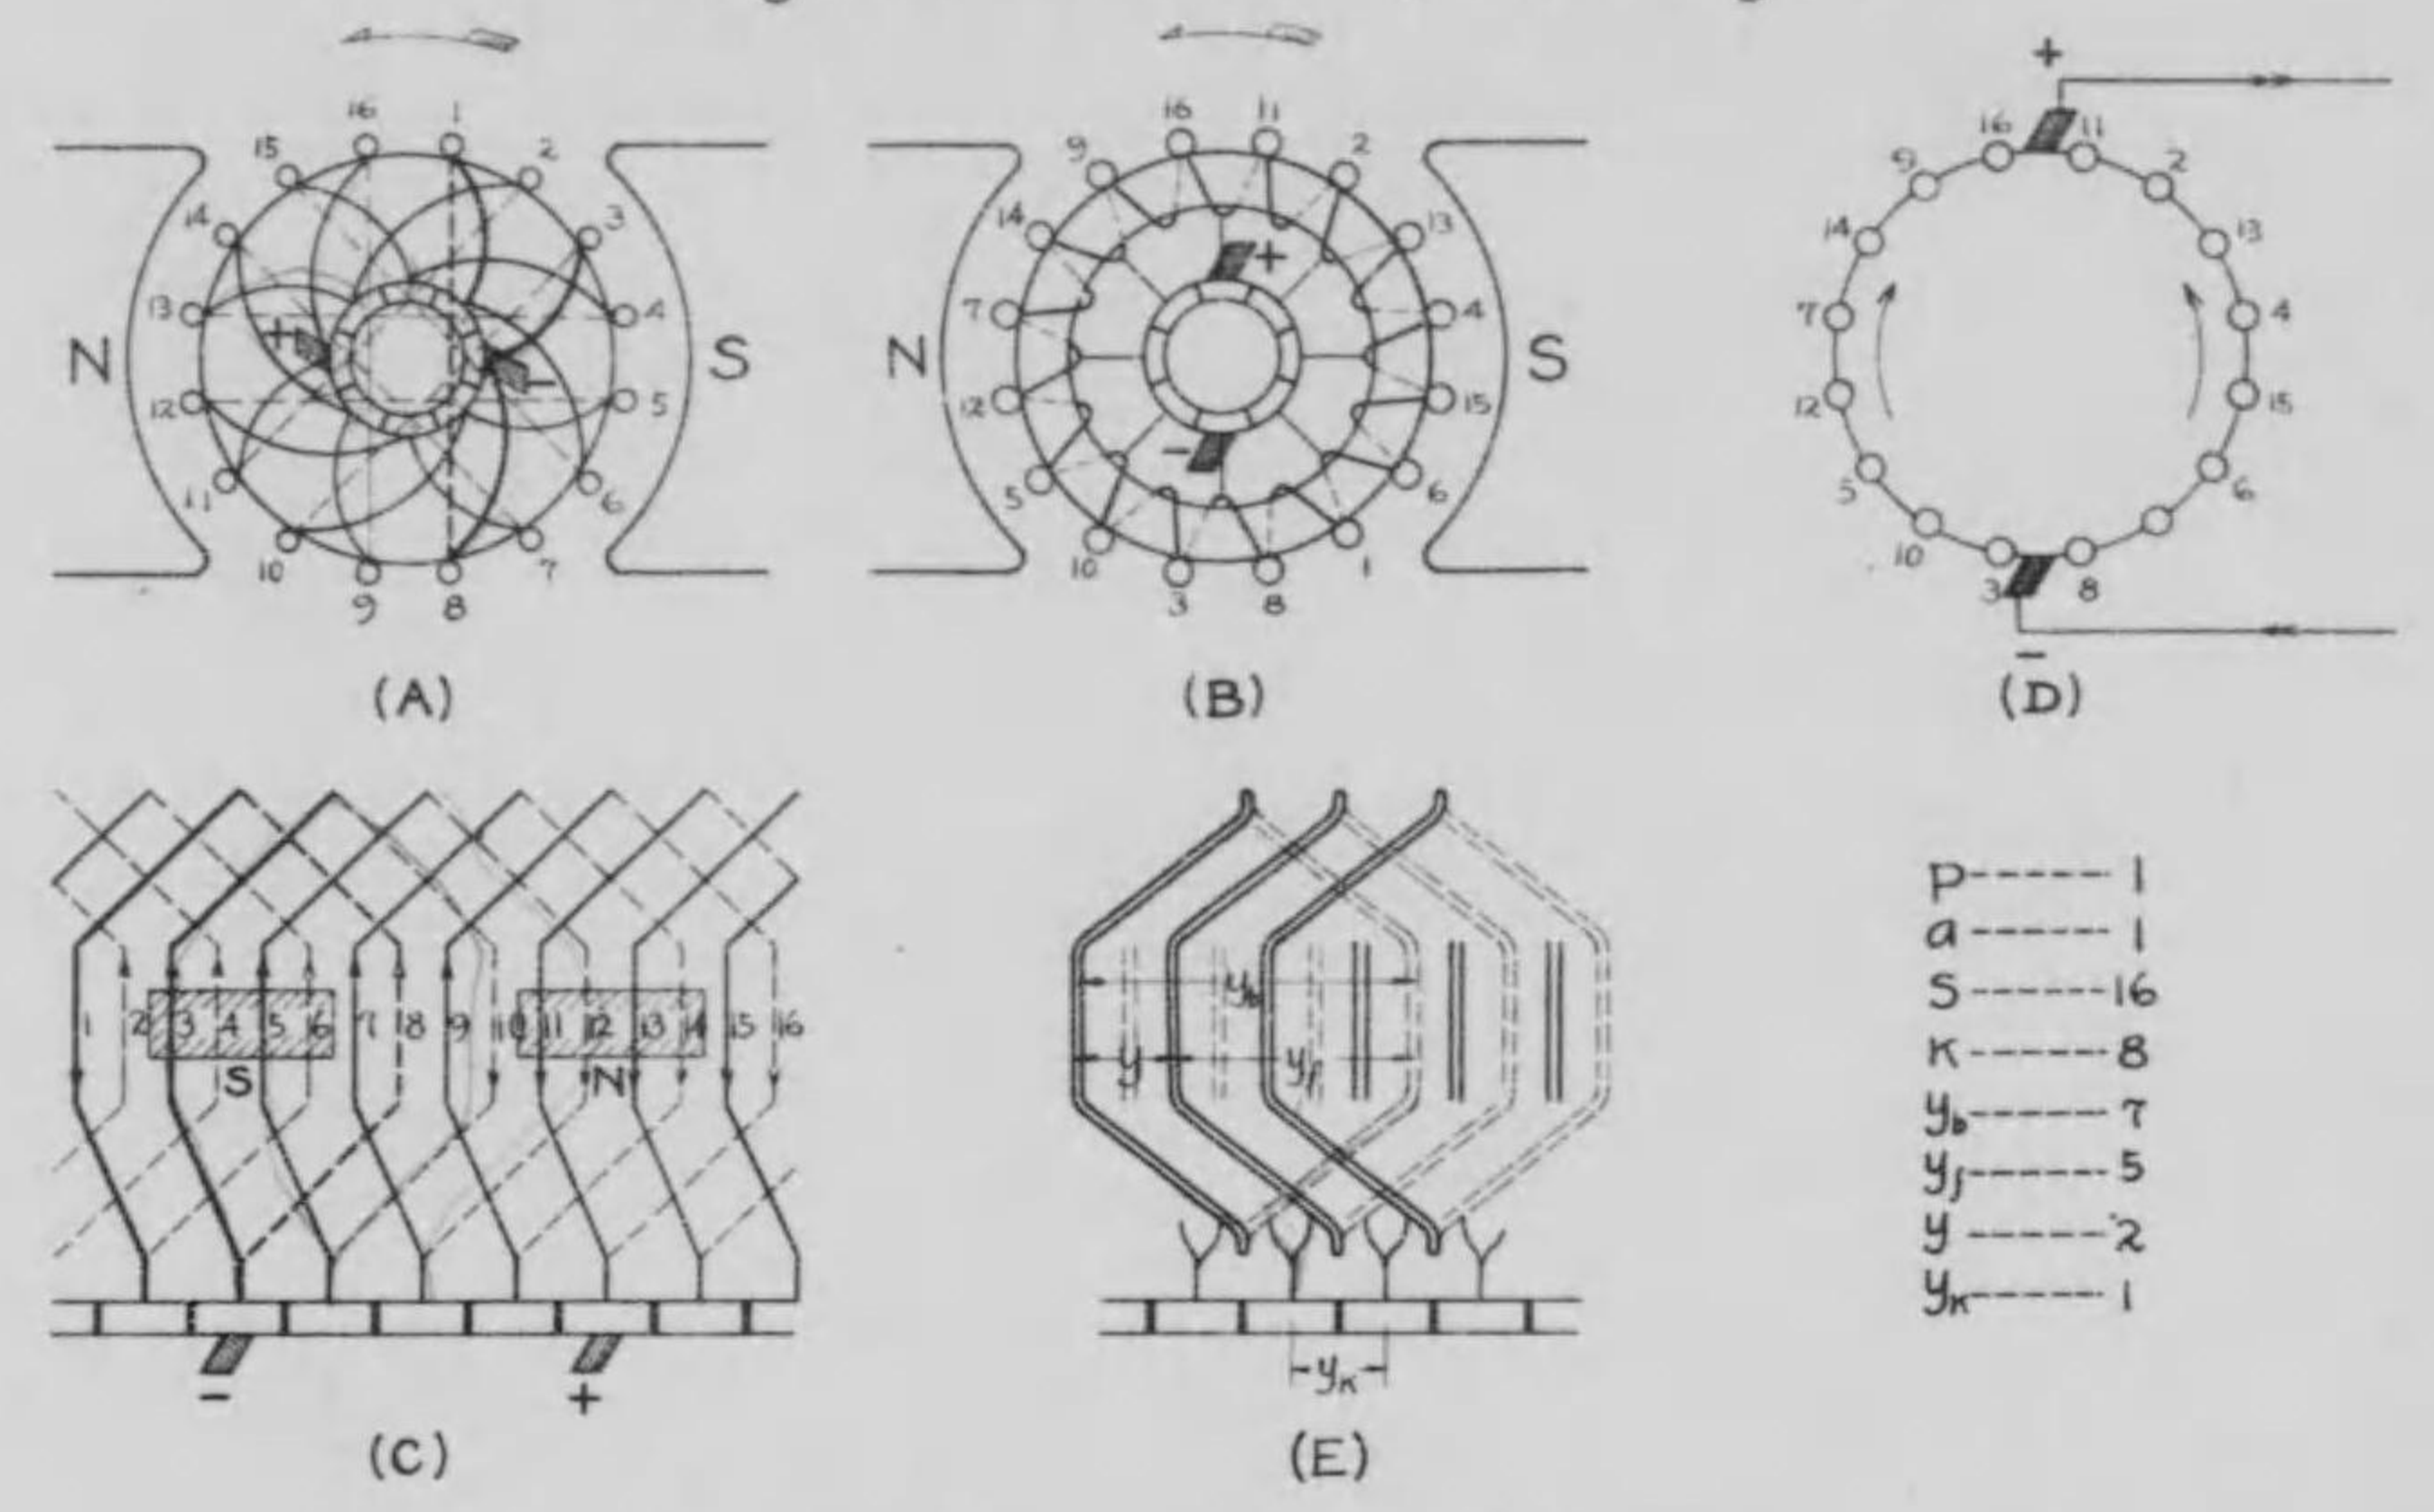 16 1
15 2
14 3
13 4
12 5
11 6
10 7
9 8
N S
+ -
(A)
16 11
9 2
14 13
7 4
12 15
5 6
10 1
3 8
N S
+
-
(B)
+
16 11
9 2
14 13
7 4
12 15
5 6
10
3 8
-
(D)
1 2 3 4 5 6 7 8 9 10 11 12 13 14 15 16
S N
- +
(C)
yb
y yf
yk
(E)
p------1
a------1
S------16
K------8
yb------7
yf------5
y------2
yk------1